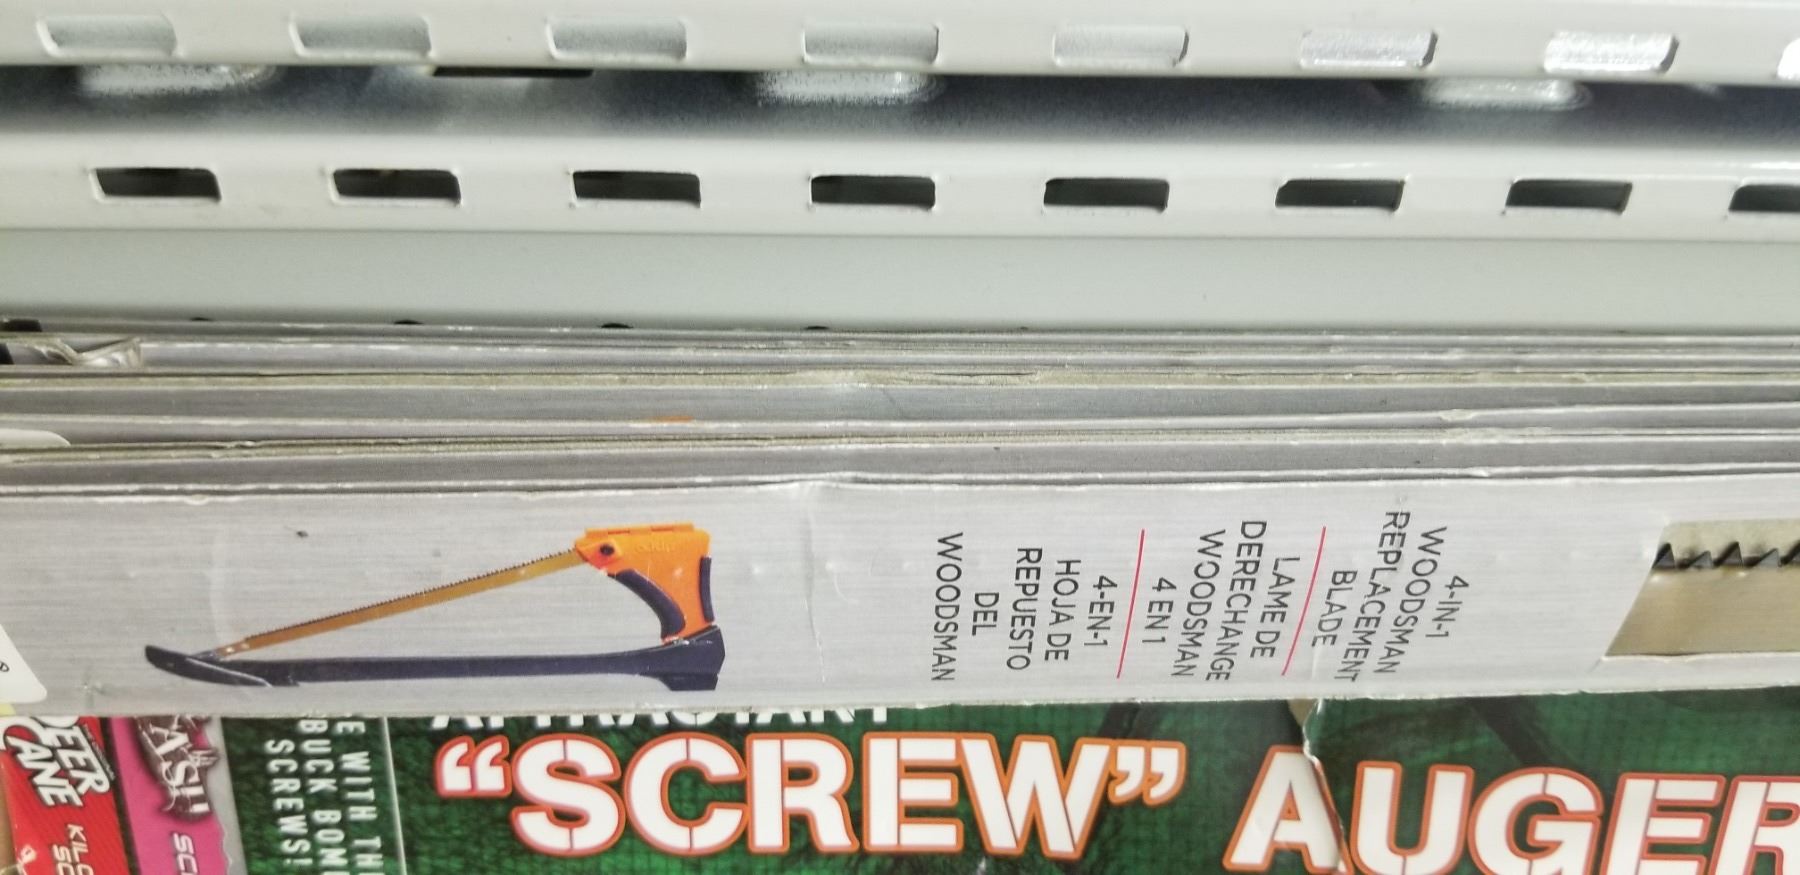 4-IN-1
WOODSMAN
REPLACEMENT
BLADE
LAME DE
DERECHANGE
WOODSMAN
4 EN 1
4-EN-1
HOJA DE
REPUESTO
DEL
WOODSMAN
"SCREW" AUGER
E WITH TH
BUCK BOM
SCREWS!
CANE